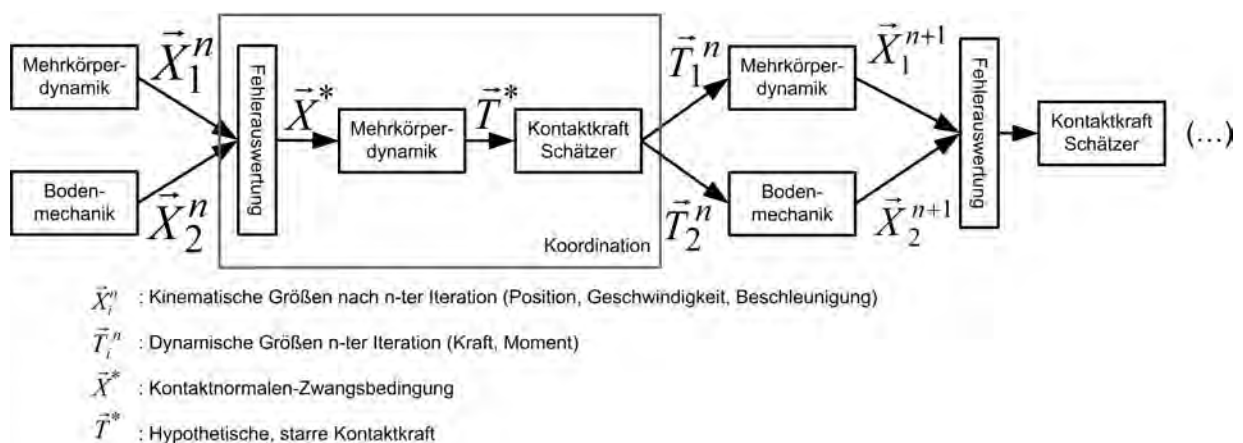 Mehrkörper-
dynamik
Boden-
mechanik
X⃗₁ⁿ
X⃗₂ⁿ
Fehlerauswertung
X⃗*
Mehrkörper-
dynamik
T⃗*
Kontaktkraft
Schätzer
Koordination
T⃗₁ⁿ
T⃗₂ⁿ
Mehrkörper-
dynamik
Boden-
mechanik
X⃗₁ⁿ⁺¹
X⃗₂ⁿ⁺¹
Fehlerauswertung
Kontaktkraft
Schätzer
(...)
X⃗ᵢⁿ : Kinematische Größen nach n-ter Iteration (Position, Geschwindigkeit, Beschleunigung)
T⃗ᵢⁿ : Dynamische Größen n-ter Iteration (Kraft, Moment)
X⃗* : Kontaktnormalen-Zwangsbedingung
T⃗* : Hypothetische, starre Kontaktkraft